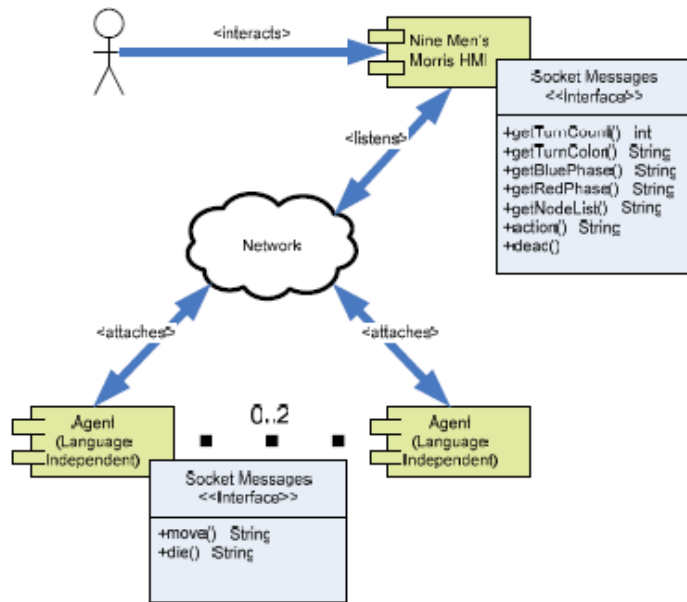 <interacts>
Nine Men's
Morris HMI
Socket Messages
<<Interface>>
+getTurnCount() int
+getTurnColor() String
+getBluePhase() String
+getRedPhase() String
+getNodeList() String
+action() String
+dead()
<listens>
Network
<attaches>
<attaches>
Agent
(Language
Independent)
0..2
Agent
(Language
Independent)
Socket Messages
<<Interface>>
+move() String
+die() String